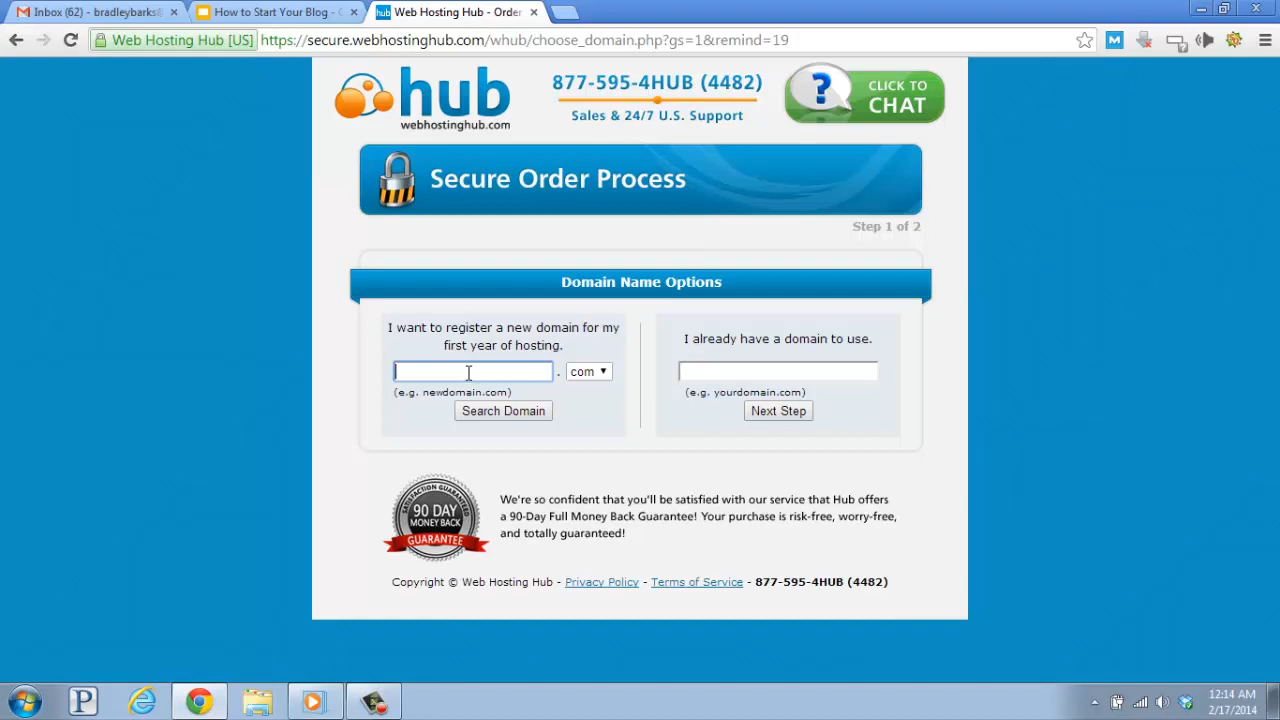 Inbox (62) - bradleybarks@
How to Start Your Blog - G
Web Hosting Hub - Order
Web Hosting Hub [US]
https://secure.webhostinghub.com/whub/choose_domain.php?gs=1&remind=19
hub
webhostinghub.com
877-595-4HUB (4482)
Sales & 24/7 U.S. Support
?
CLICK TO
CHAT
Secure Order Process
Step 1 of 2
Domain Name Options
I want to register a new domain for my
first year of hosting.
. com
(e.g. newdomain.com)
Search Domain
I already have a domain to use.
(e.g. yourdomain.com)
Next Step
SATISFACTION GUARANTEED
90 DAY
MONEY BACK
GUARANTEE
We're so confident that you'll be satisfied with our service that Hub offers
a 90-Day Full Money Back Guarantee! Your purchase is risk-free, worry-free,
and totally guaranteed!
Copyright © Web Hosting Hub - Privacy Policy - Terms of Service - 877-595-4HUB (4482)
12:14 AM
2/17/2014